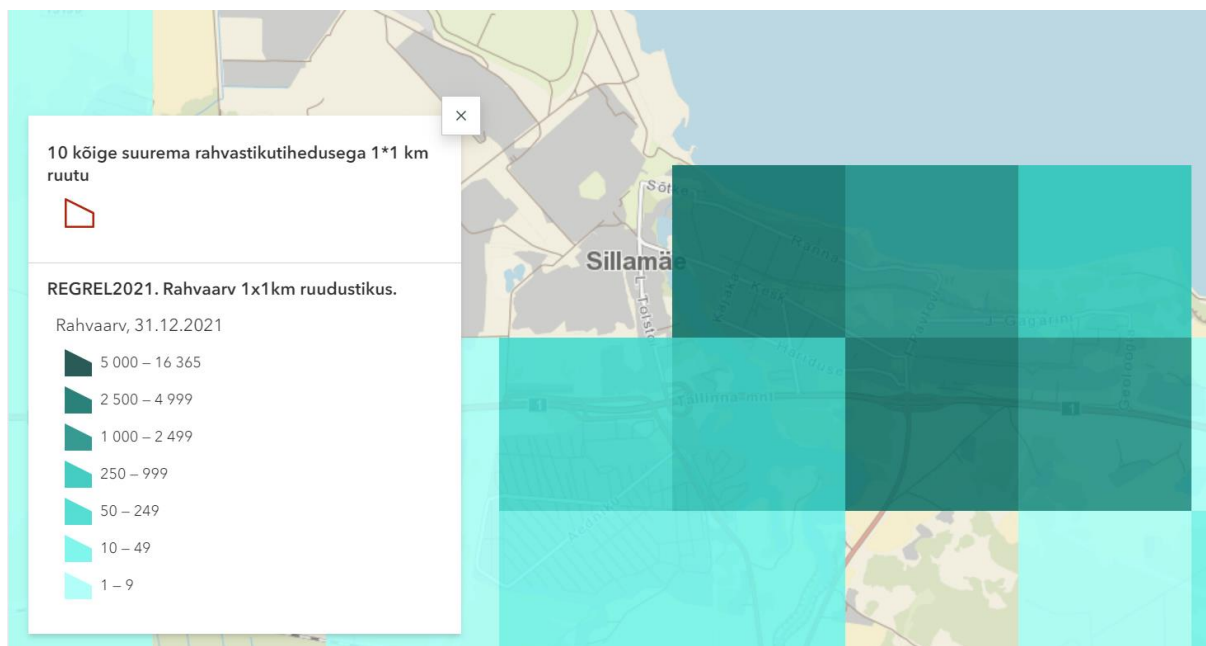 ×
10 kõige suurema rahvastikutihedusega 1*1 km
ruutu
REGREL2021. Rahvaarv 1x1km ruudustikus.
Rahvaarv, 31.12.2021
5 000 – 16 365
2 500 – 4 999
1 000 – 2 499
250 – 999
50 – 249
10 – 49
1 – 9
Sõtke
Sillamäe
L. Tolstoi
Ranna
Kesk
Kajaka
J. Gagarin
Tallinna mnt
1
1